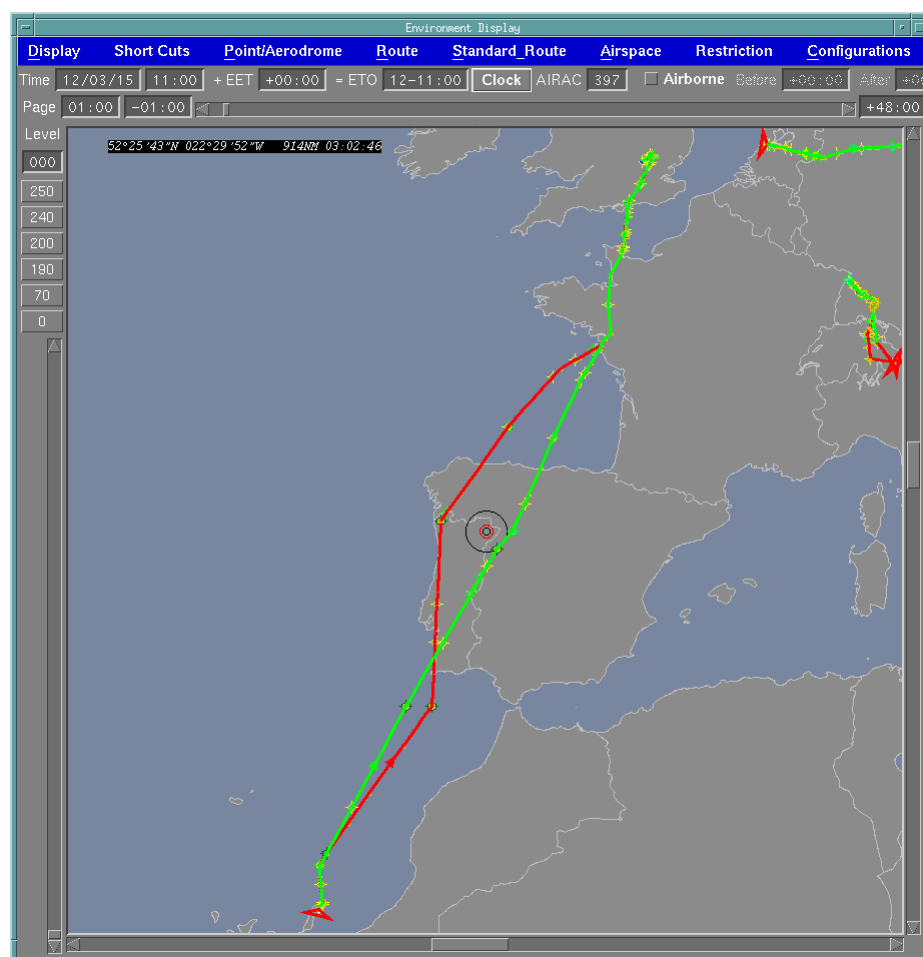 Environment Display
Display Short Cuts Point/Aerodrome Route Standard_Route Airspace Restriction Configurations
Time 12/03/15 11:00 + EET +00:00 = ETO 12-11:00 Clock AIRAC 397 Airborne Before +00:00 After
Page 01:00 -01:00 +48:00
Level
52°25'43"N 022°29'52"W 914NM 03:02:46
000
250
240
200
190
70
0